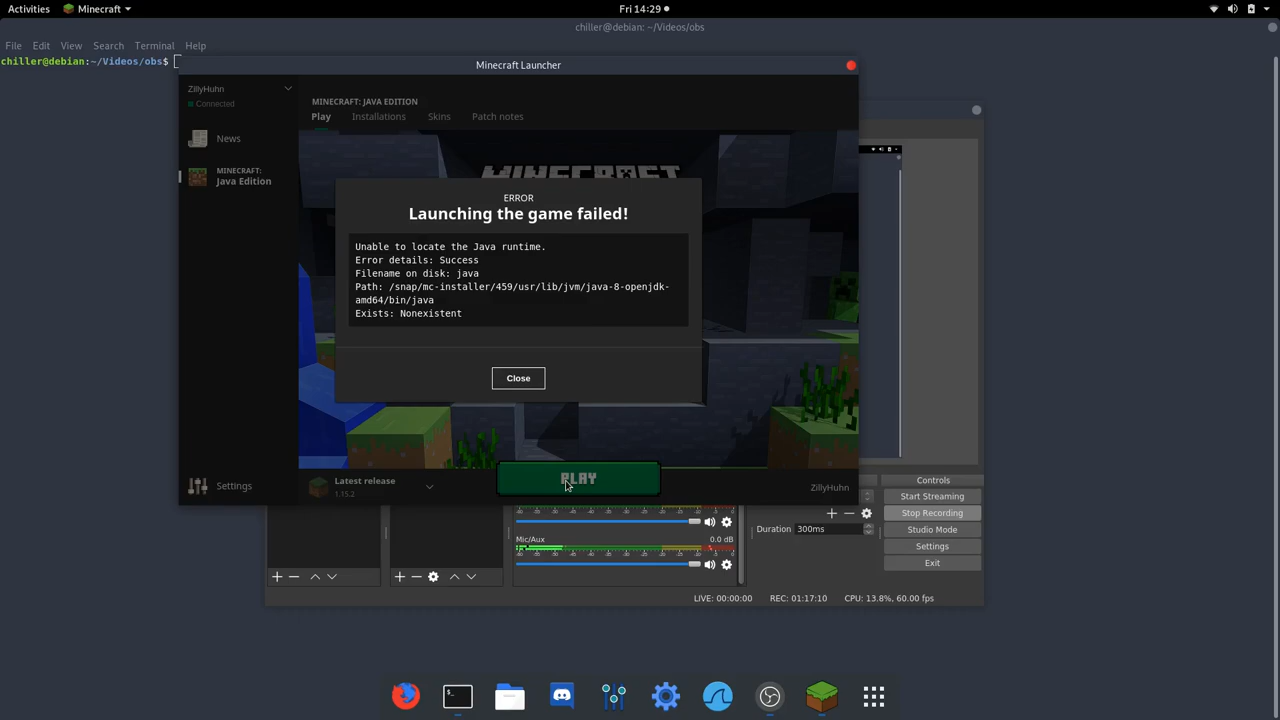 Activities
Minecraft
Fri 14:29
chiller@debian: ~/Videos/obs
File Edit View Search Terminal Help
chiller@debian:~/Videos/obs$
Minecraft Launcher
ZillyHuhn
Connected
News
MINECRAFT:
Java Edition
Settings
MINECRAFT: JAVA EDITION
Play Installations Skins Patch notes
MINECRAFT
ERROR
Launching the game failed!
Unable to locate the Java runtime.
Error details: Success
Filename on disk: java
Path: /snap/mc-installer/459/usr/lib/jvm/java-8-openjdk-
amd64/bin/java
Exists: Nonexistent
Close
PLAY
Latest release
1.15.2
ZillyHuhn
Mic/Aux
0.0 dB
Duration 300ms
Controls
Start Streaming
Stop Recording
Studio Mode
Settings
Exit
LIVE: 00:00:00
REC: 01:17:10
CPU: 13.8%, 60.00 fps